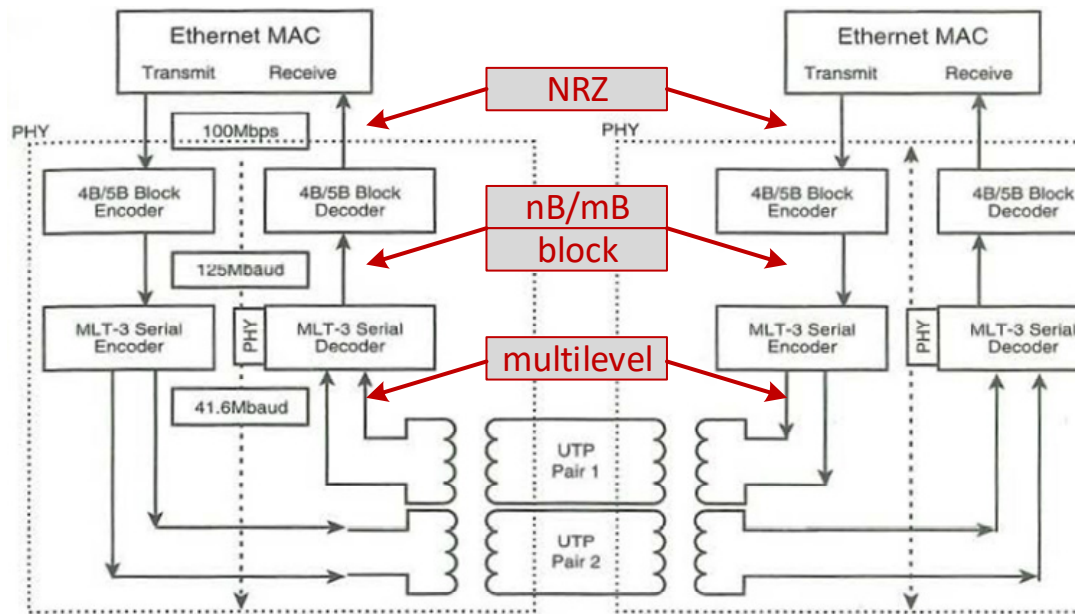 Ethernet MAC
Transmit Receive
PHY
100Mbps
4B/5B Block
Encoder
4B/5B Block
Decoder
125Mbaud
MLT-3 Serial
Encoder
PHY
MLT-3 Serial
Decoder
41.6Mbaud
NRZ
nB/mB
block
multilevel
UTP
Pair 1
UTP
Pair 2
Ethernet MAC
Transmit Receive
PHY
4B/5B Block
Encoder
4B/5B Block
Decoder
MLT-3 Serial
Encoder
PHY
MLT-3 Serial
Decoder